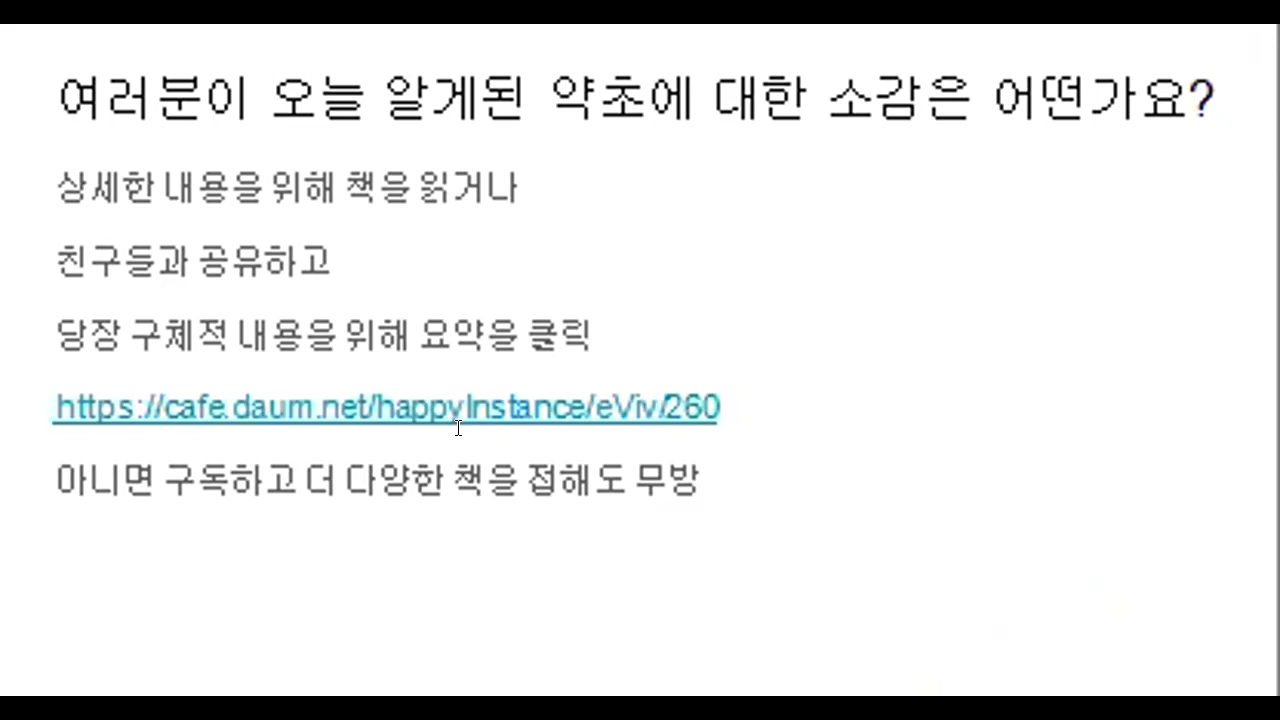 여러분이 오늘 알게된 약초에 대한 소감은 어떤가요?
상세한 내용을 위해 책을 읽거나
친구들과 공유하고
당장 구체적 내용을 위해 요약을 클릭
https://cafe.daum.net/happyInstance/eViv/260
아니면 구독하고 더 다양한 책을 접해도 무방